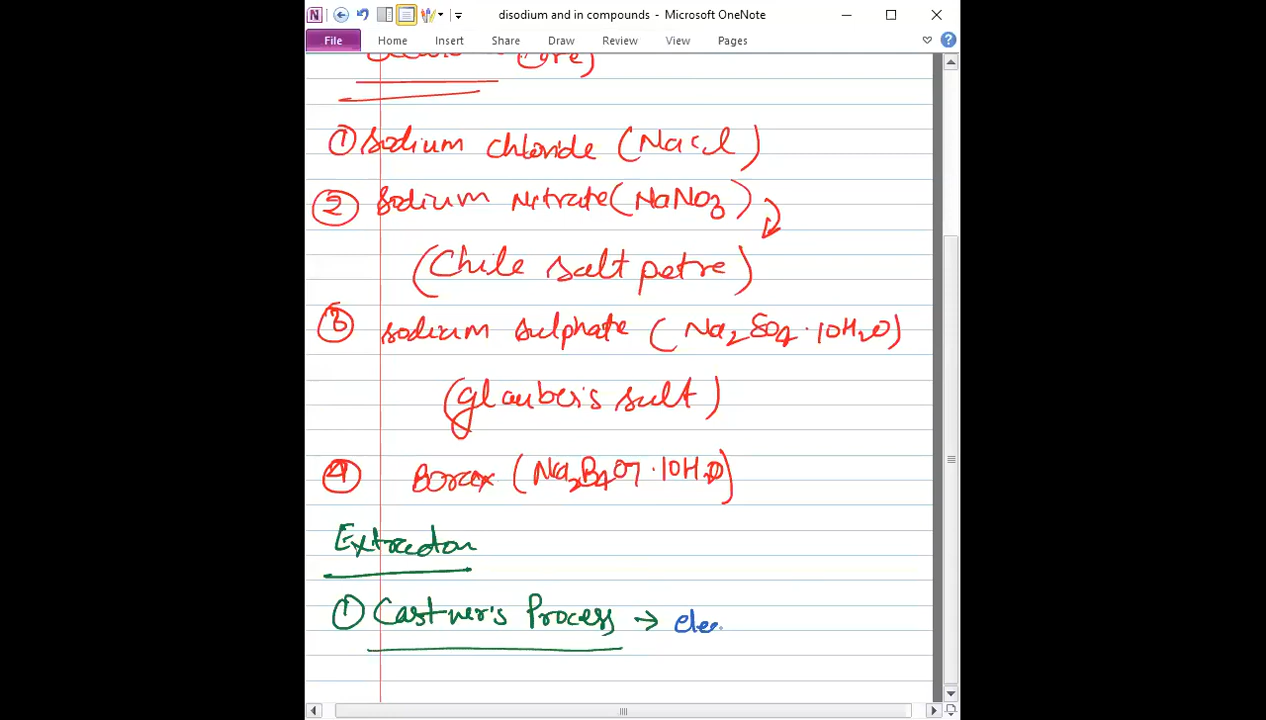 disodium and in compounds - Microsoft OneNote
File Home Insert Share Draw Review View Pages
(ore)
① sodium chloride (NaCl)
② sodium Nitrate (NaNO3)
(Chile salt petre)
③ sodium sulphate (Na2SO4·10H2O)
(glauber's salt)
④ Borax (Na2B4O7·10H2O)
Extraction
① Castner's Process → elec